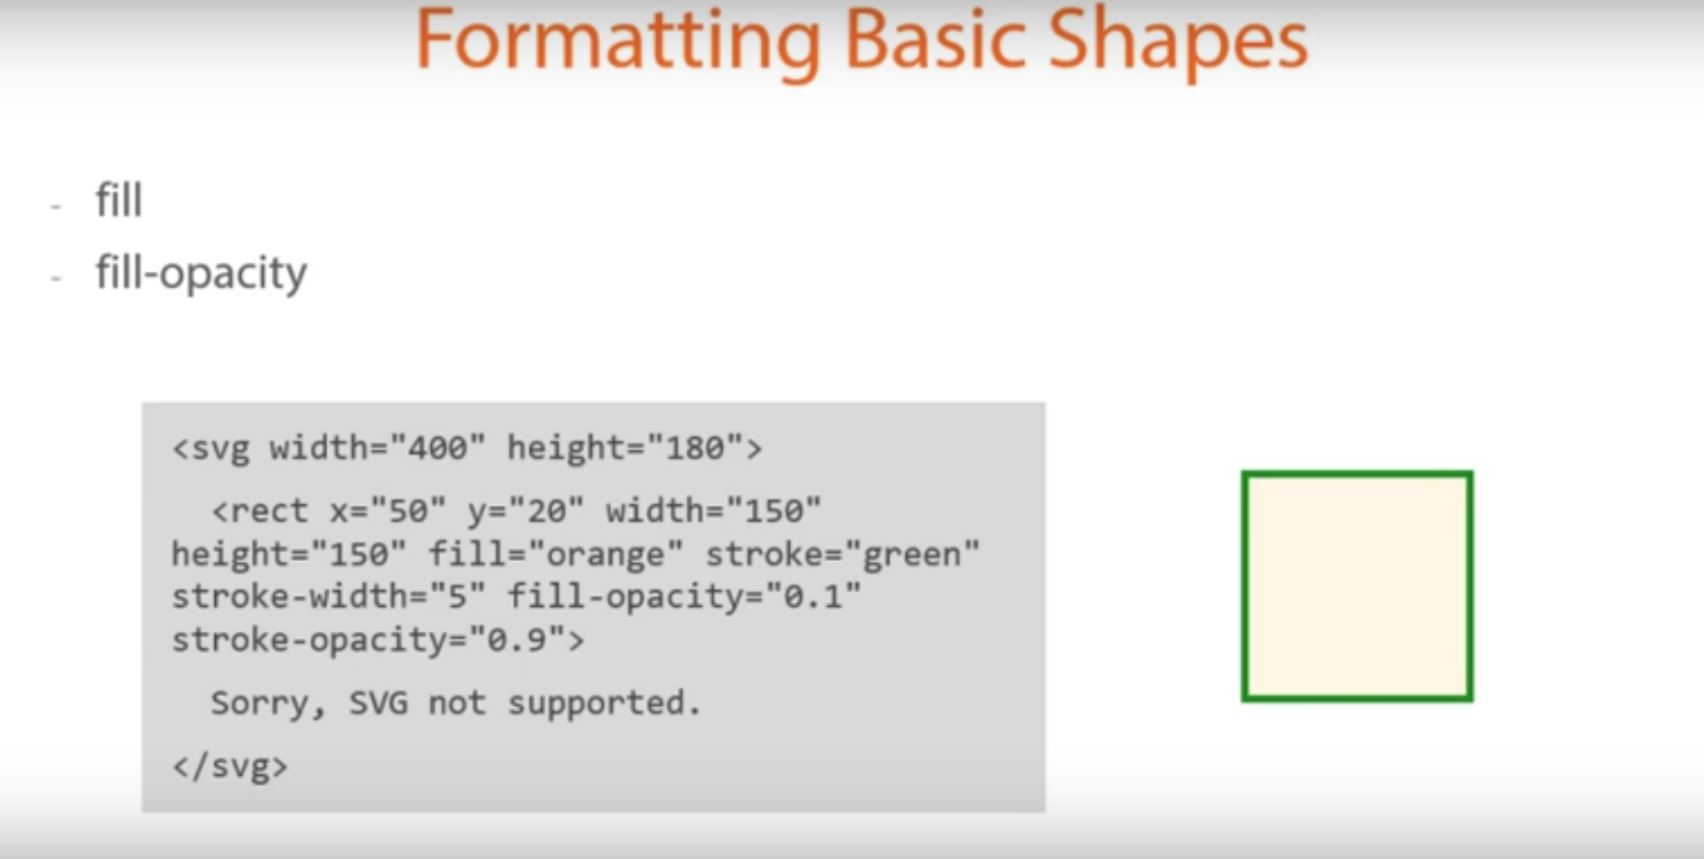 Formatting Basic Shapes
- fill
- fill-opacity
<svg width="400" height="180">
<rect x="50" y="20" width="150"
height="150" fill="orange" stroke="green"
stroke-width="5" fill-opacity="0.1"
stroke-opacity="0.9">
Sorry, SVG not supported.
</svg>